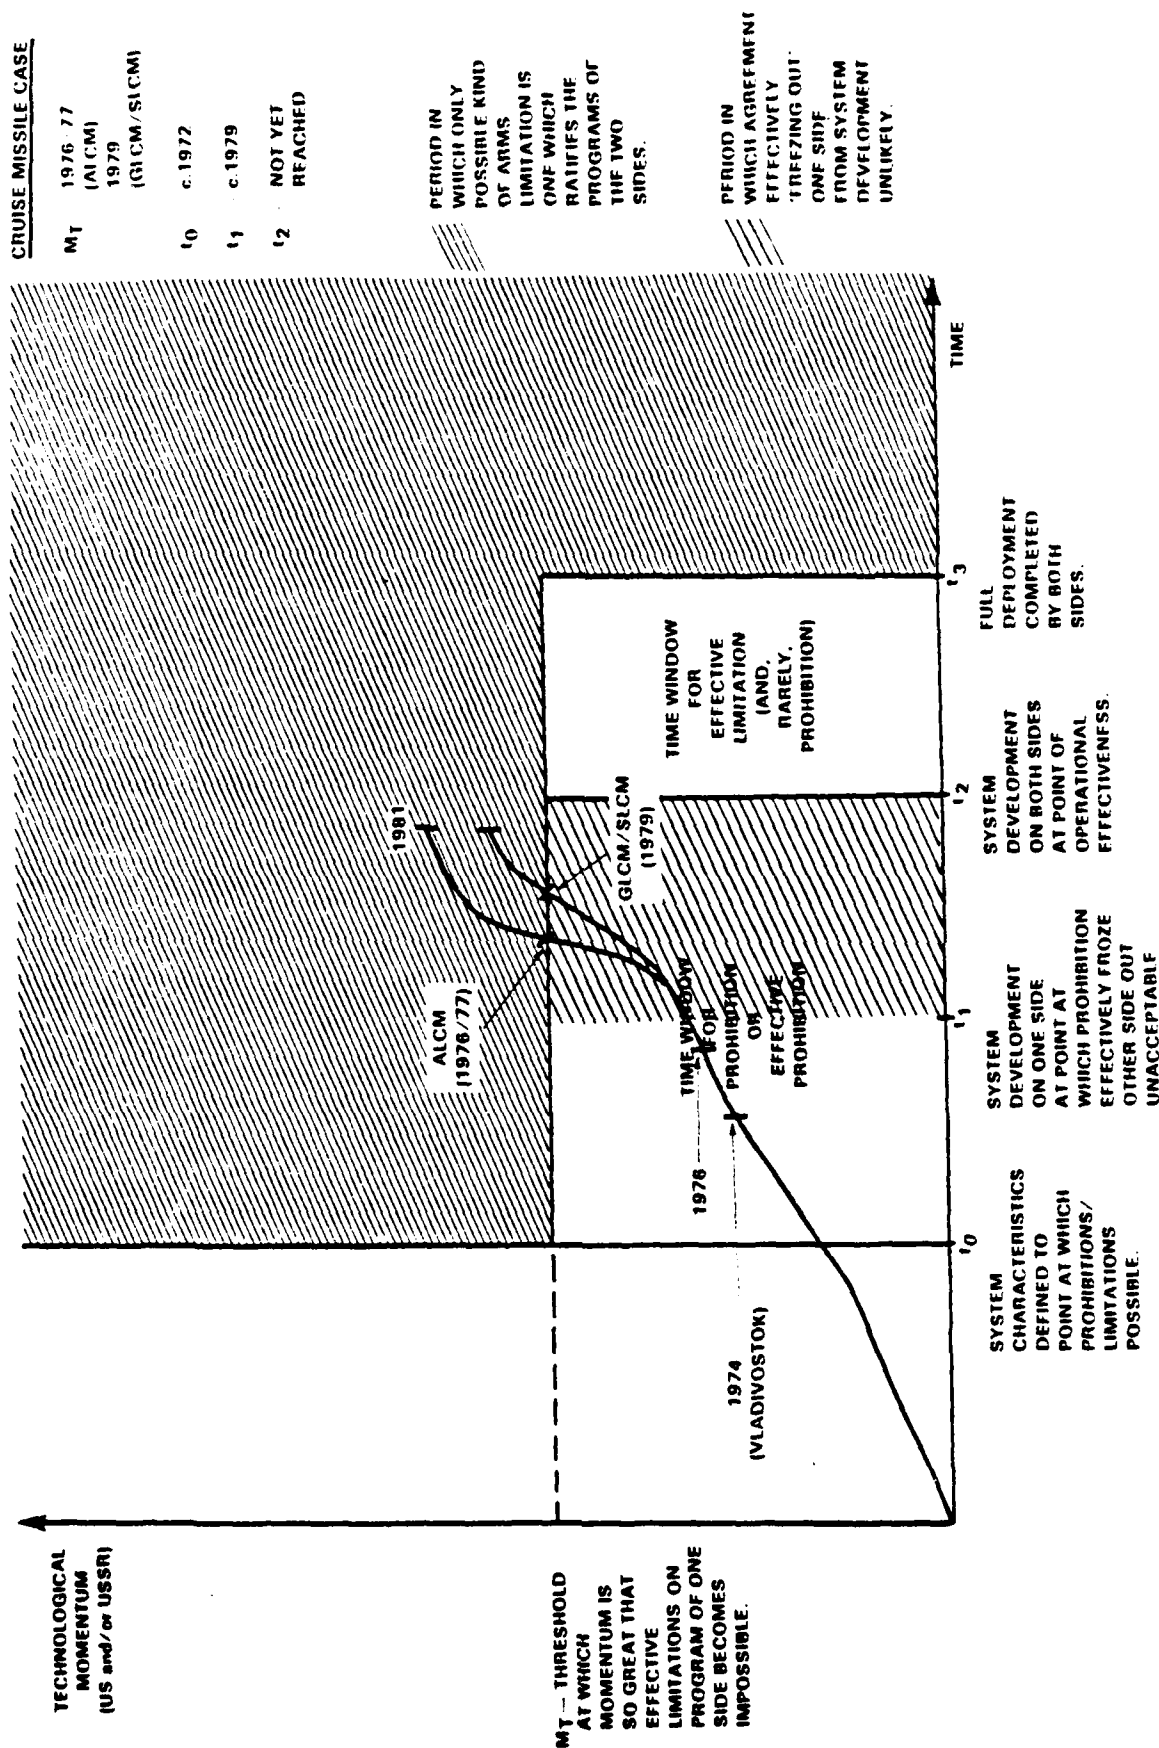 TECHNOLOGICAL
MOMENTUM
(US and/or USSR)
MT — THRESHOLD
AT WHICH
MOMENTUM IS
SO GREAT THAT
EFFECTIVE
LIMITATIONS ON
PROGRAM OF ONE
SIDE BECOMES
IMPOSSIBLE.
CRUISE MISSILE CASE
MT 1976-77
(ALCM)
1979
(GLCM/SLCM)
t0 c.1972
t1 c.1979
t2 NOT YET
REACHED
PERIOD IN
WHICH ONLY
POSSIBLE KIND
OF ARMS
LIMITATION IS
ONE WHICH
RATIFIES THE
PROGRAMS OF
THE TWO
SIDES.
PERIOD IN
WHICH AGREEMENT
EFFECTIVELY
'FREEZING OUT'
ONE SIDE
FROM SYSTEM
DEVELOPMENT
UNLIKELY.
1981
ALCM
(1976/77)
GLCM/SLCM
(1979)
TIME WINDOW
FOR
PROHIBITION
OR
EFFECTIVE
PROHIBITION
TIME WINDOW
FOR
EFFECTIVE
LIMITATION
(AND,
RARELY,
PROHIBITION)
1976
1974
(VLADIVOSTOK)
t0
t1
t2
t3
TIME
SYSTEM
CHARACTERISTICS
DEFINED TO
POINT AT WHICH
PROHIBITIONS/
LIMITATIONS
POSSIBLE.
SYSTEM
DEVELOPMENT
ON ONE SIDE
AT POINT AT
WHICH PROHIBITION
EFFECTIVELY FROZE
OTHER SIDE OUT
UNACCEPTABLE
SYSTEM
DEVELOPMENT
ON BOTH SIDES
AT POINT OF
OPERATIONAL
EFFECTIVENESS.
FULL
DEPLOYMENT
COMPLETED
BY BOTH
SIDES.